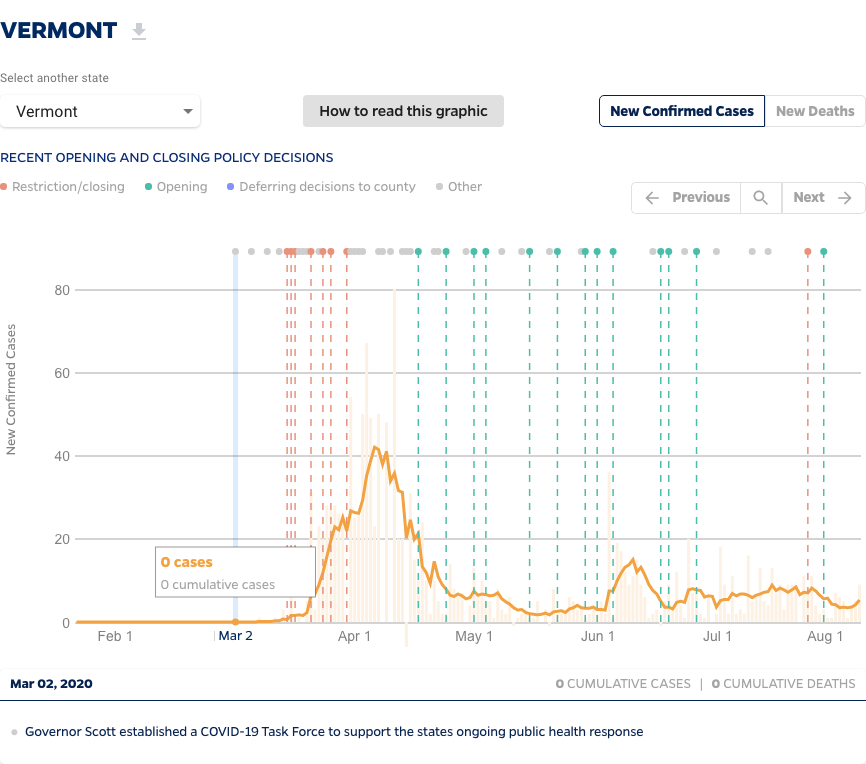 VERMONT
Select another state
Vermont
How to read this graphic
New Confirmed Cases
New Deaths
RECENT OPENING AND CLOSING POLICY DECISIONS
Restriction/closing
Opening
Deferring decisions to county
Other
Previous
Next
New Confirmed Cases
80
60
40
20
0
0 cases
0 cumulative cases
Feb 1
Mar 2
Apr 1
May 1
Jun 1
Jul 1
Aug 1
Mar 02, 2020
0 CUMULATIVE CASES | 0 CUMULATIVE DEATHS
Governor Scott established a COVID-19 Task Force to support the states ongoing public health response